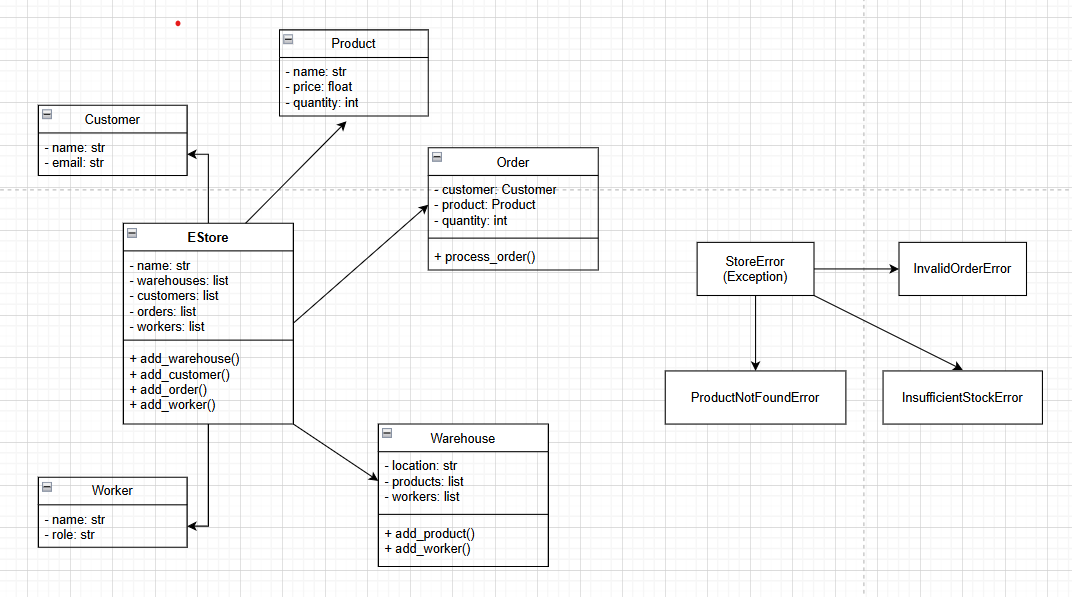 Product
- name: str
- price: float
- quantity: int
Customer
- name: str
- email: str
Order
- customer: Customer
- product: Product
- quantity: int
+ process_order()
EStore
- name: str
- warehouses: list
- customers: list
- orders: list
- workers: list
+ add_warehouse()
+ add_customer()
+ add_order()
+ add_worker()
StoreError
(Exception)
InvalidOrderError
ProductNotFoundError
InsufficientStockError
Warehouse
- location: str
- products: list
- workers: list
+ add_product()
+ add_worker()
Worker
- name: str
- role: str